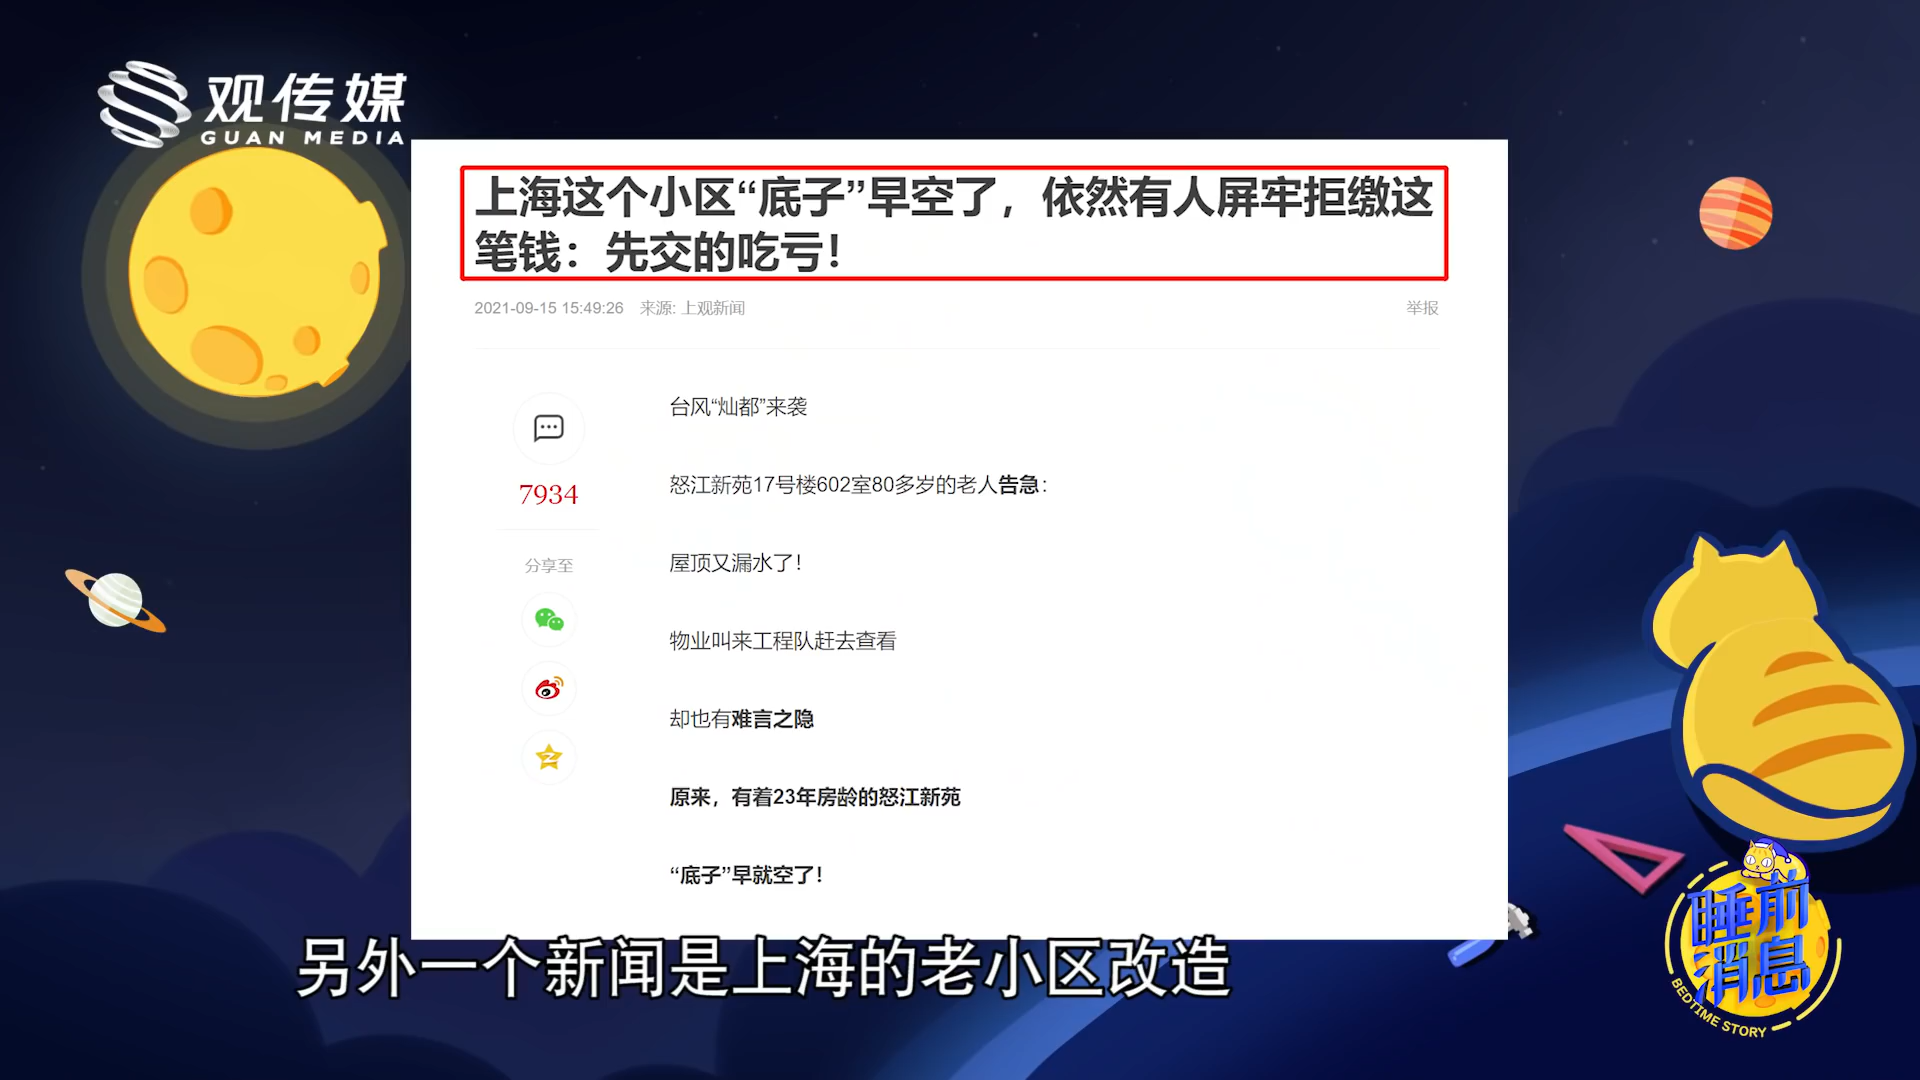 观传媒
GUAN MEDIA
上海这个小区“底子”早空了，依然有人屏牢拒缴这
笔钱：先交的吃亏！
2021-09-15 15:49:26 来源: 上观新闻
举报
台风“灿都”来袭
7934
怒江新苑17号楼602室80多岁的老人告急：
分享至
屋顶又漏水了！
物业叫来工程队赶去查看
却也有难言之隐
原来，有着23年房龄的怒江新苑
“底子”早就空了！
另外一个新闻是上海的老小区改造
睡前
消息
BEDTIME STORY